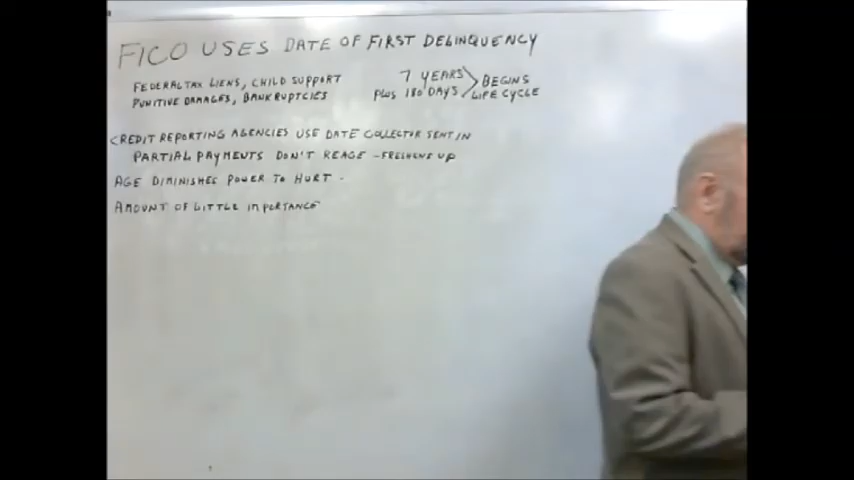 FICO USES DATE OF FIRST DELINQUENCY
FEDERAL TAX LIENS, CHILD SUPPORT
PUNITIVE DAMAGES, BANKRUPTCIES
7 YEARS
PLUS 180 DAYS
BEGINS
LIFE CYCLE
CREDIT REPORTING AGENCIES USE DATE COLLECTOR SENT IN
PARTIAL PAYMENTS DON'T REAGE - FRESHENS UP
AGE DIMINISHES POWER TO HURT -
AMOUNT OF LITTLE IMPORTANCE